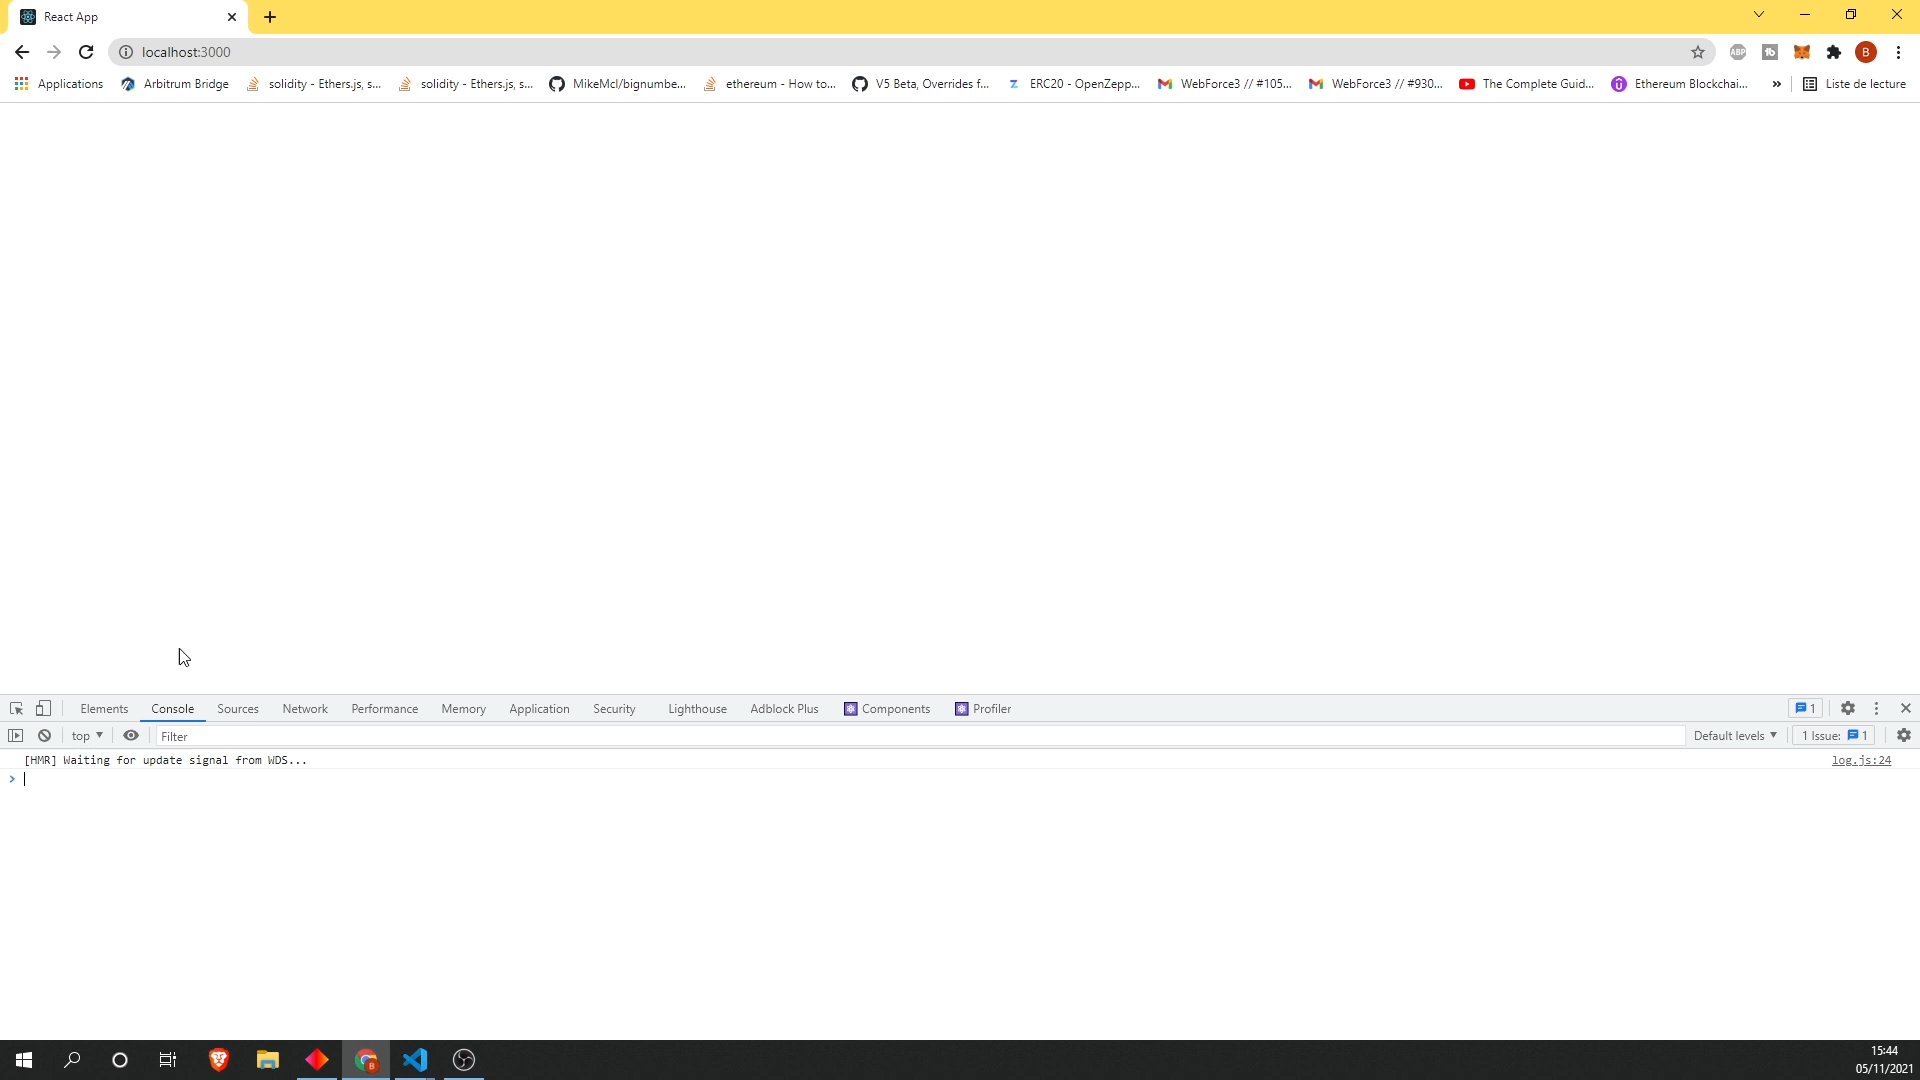 React App
localhost:3000
ABP
B
Applications
Arbitrum Bridge
solidity - Ethers.js, s...
solidity - Ethers.js, s...
MikeMcl/bignumbe...
ethereum - How to...
V5 Beta, Overrides f...
ERC20 - OpenZepp...
WebForce3 // #105...
WebForce3 // #930...
The Complete Guid...
Ethereum Blockchai...
»
Liste de lecture
Elements
Console
Sources
Network
Performance
Memory
Application
Security
Lighthouse
Adblock Plus
Components
Profiler
1
top
Filter
Default levels
1 Issue: 1
[HMR] Waiting for update signal from WDS...
log.js:24
>
B
15:44
05/11/2021